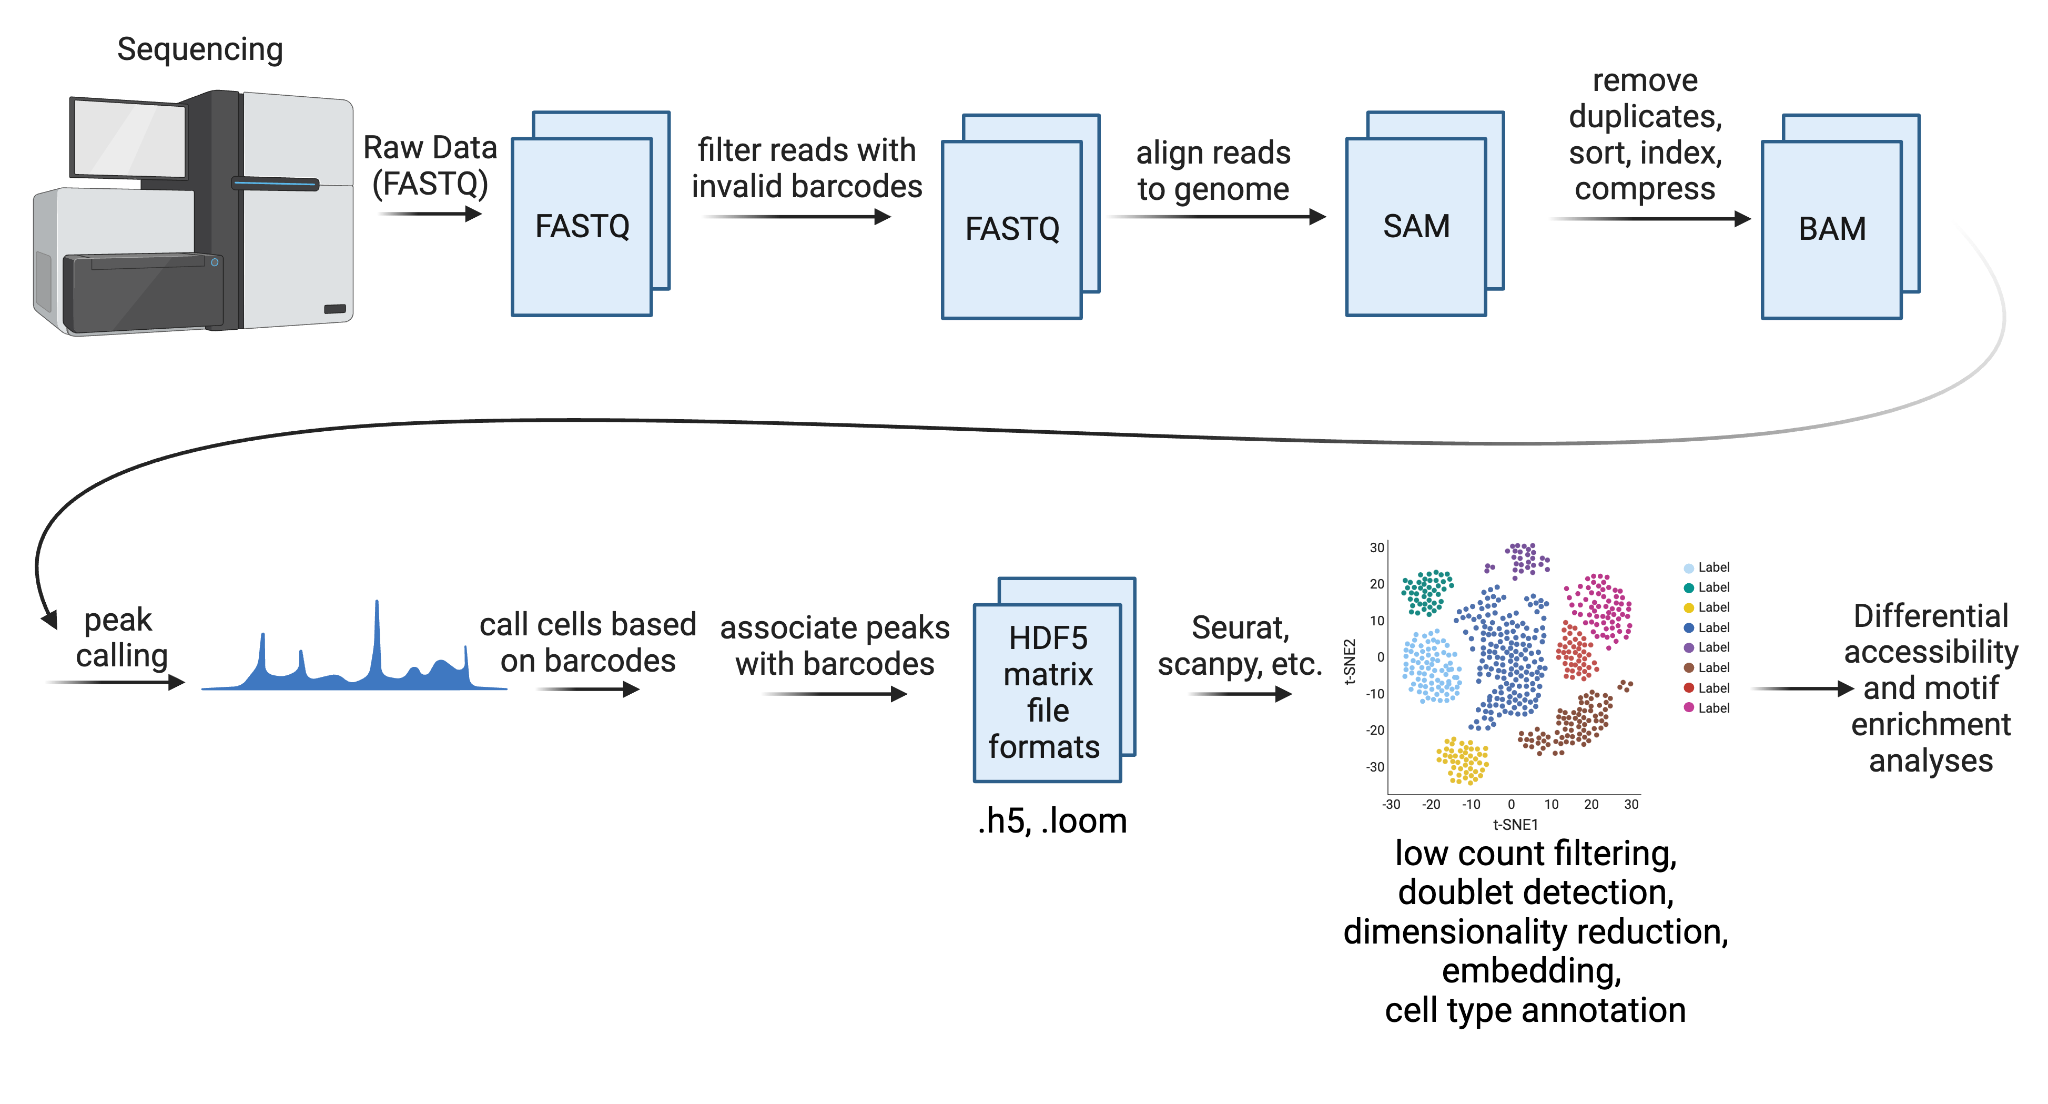 Sequencing
Raw Data
(FASTQ)
FASTQ
filter reads with
invalid barcodes
FASTQ
align reads
to genome
SAM
remove
duplicates,
sort, index,
compress
BAM
peak
calling
call cells based
on barcodes
associate peaks
with barcodes
HDF5
matrix
file
formats
.h5, .loom
Seurat,
scanpy, etc.
t-SNE2
30
20
10
0
-10
-20
-30
-30 -20 -10 0 10 20 30
t-SNE1
Label
Label
Label
Label
Label
Label
Label
Label
low count filtering,
doublet detection,
dimensionality reduction,
embedding,
cell type annotation
Differential
accessibility
and motif
enrichment
analyses